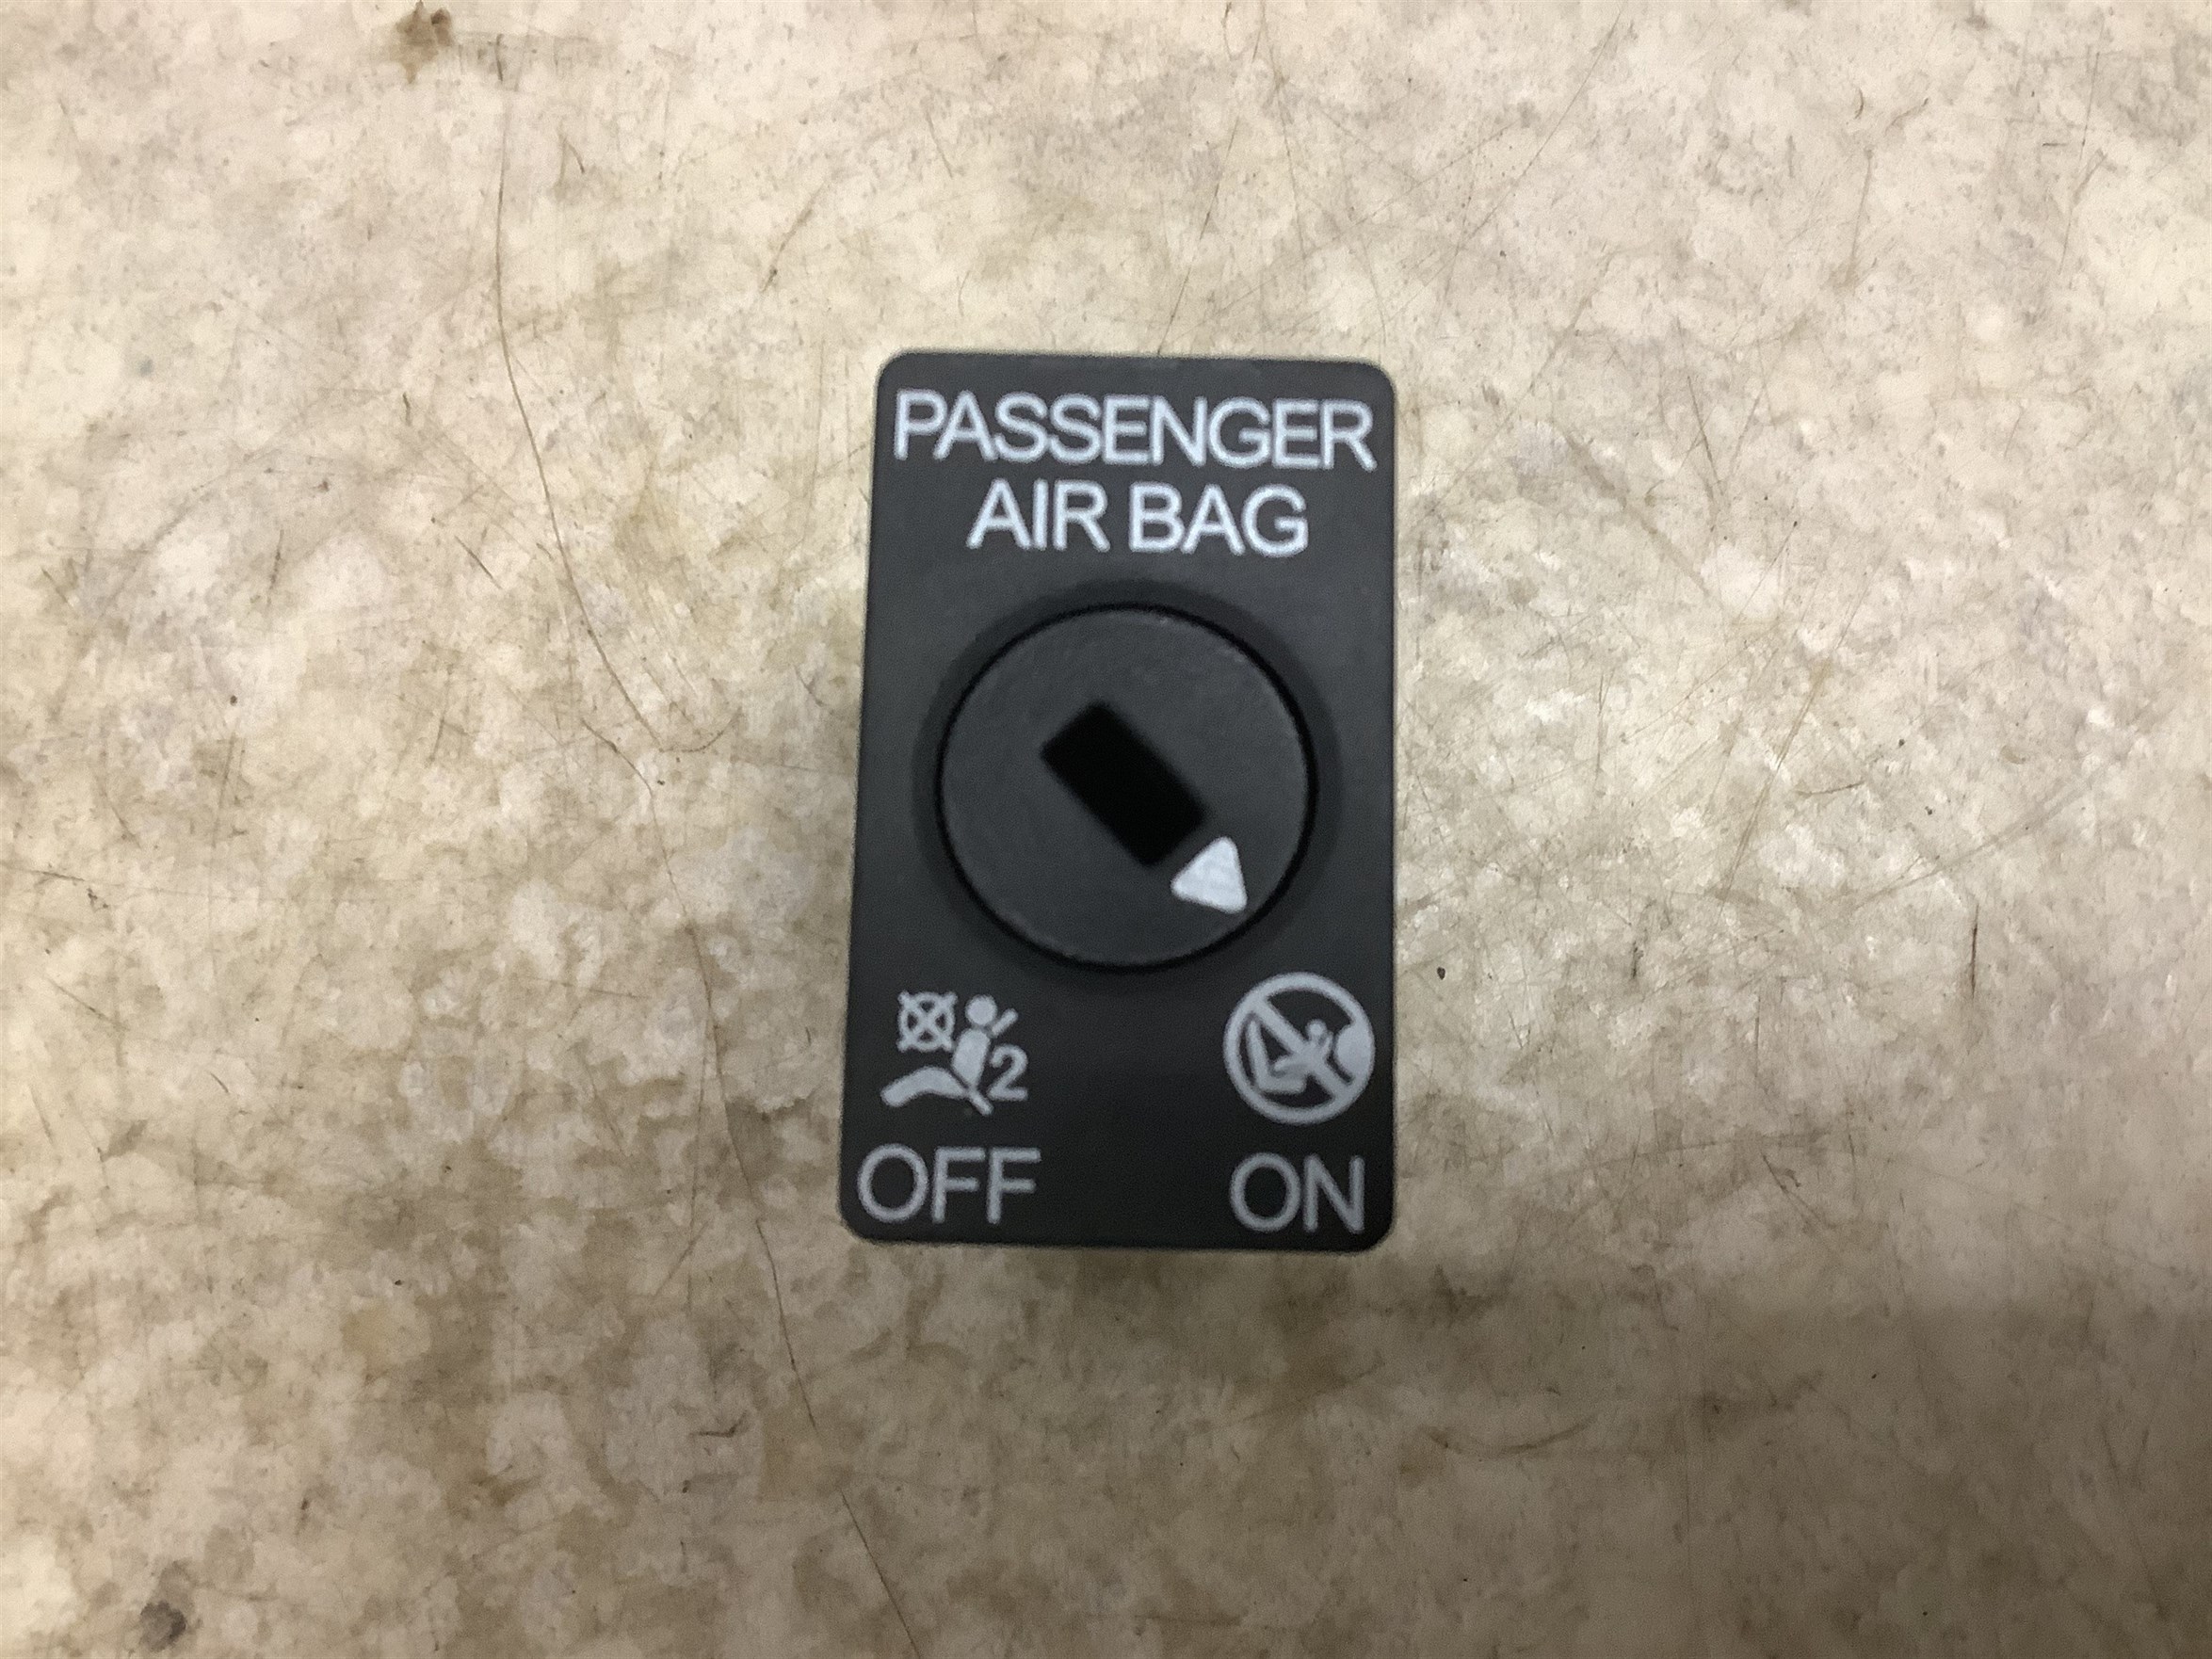 PASSENGER
AIR BAG
2
OFF ON